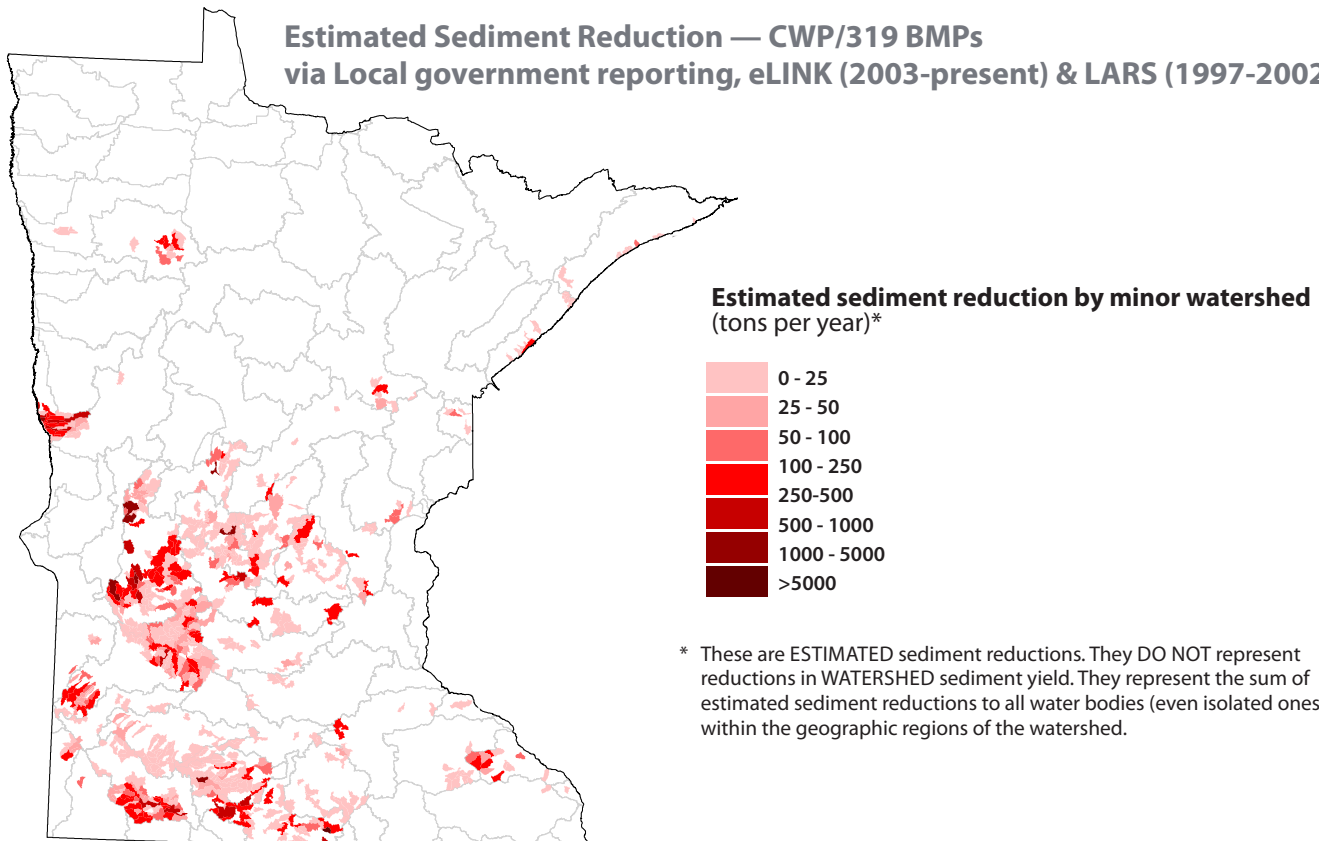 Estimated Sediment Reduction — CWP/319 BMPs
via Local government reporting, eLINK (2003-present) & LARS (1997-2002
Estimated sediment reduction by minor watershed
(tons per year)*
0 - 25
25 - 50
50 - 100
100 - 250
250-500
500 - 1000
1000 - 5000
>5000
* These are ESTIMATED sediment reductions. They DO NOT represent
reductions in WATERSHED sediment yield. They represent the sum of
estimated sediment reductions to all water bodies (even isolated ones
within the geographic regions of the watershed.